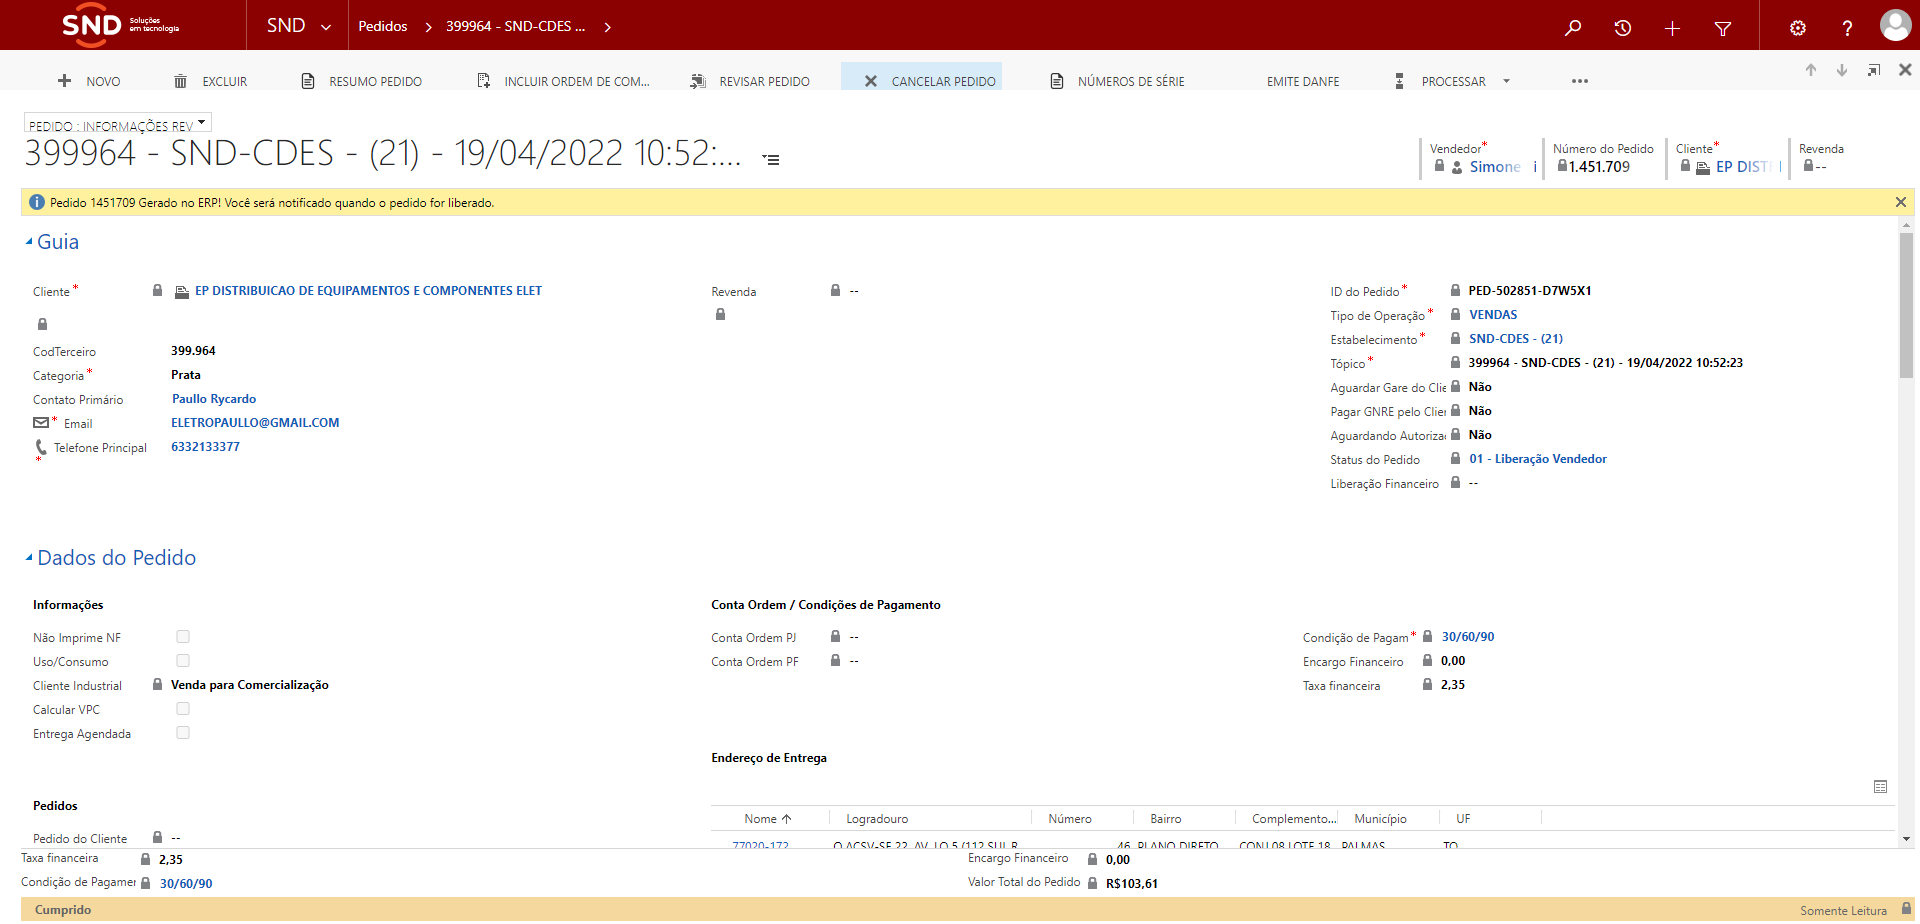 SND Soluções em tecnologia
SND
Pedidos
399964 - SND-CDES ...
?
NOVO
EXCLUIR
RESUMO PEDIDO
INCLUIR ORDEM DE COM...
REVISAR PEDIDO
CANCELAR PEDIDO
NÚMEROS DE SÉRIE
EMITE DANFE
PROCESSAR
PEDIDO : INFORMAÇÕES REV
399964 - SND-CDES - (21) - 19/04/2022 10:52:...
Vendedor*
Simone
Número do Pedido
1.451.709
Cliente*
EP DIST
Revenda
--
Pedido 1451709 Gerado no ERP! Você será notificado quando o pedido for liberado.
Guia
Cliente* EP DISTRIBUICAO DE EQUIPAMENTOS E COMPONENTES ELET
CodTerceiro 399.964
Categoria* Prata
Contato Primário Paullo Rycardo
* Email ELETROPAULLO@GMAIL.COM
Telefone Principal * 6332133377
Revenda --
ID do Pedido* PED-502851-D7W5X1
Tipo de Operação* VENDAS
Estabelecimento* SND-CDES - (21)
Tópico* 399964 - SND-CDES - (21) - 19/04/2022 10:52:23
Aguardar Gare do Clie Não
Pagar GNRE pelo Clier Não
Aguardando Autoriza Não
Status do Pedido 01 - Liberação Vendedor
Liberação Financeiro --
Dados do Pedido
Informações
Não Imprime NF
Uso/Consumo
Cliente Industrial Venda para Comercialização
Calcular VPC
Entrega Agendada
Conta Ordem / Condições de Pagamento
Conta Ordem PJ --
Conta Ordem PF --
Condição de Pagam* 30/60/90
Encargo Financeiro 0,00
Taxa financeira 2,35
Endereço de Entrega
Nome Logradouro Número Bairro Complemento... Município UF
77020-172 Q ACSV-SE 22, AV. LO 5 (112 SUL R 46 PLANO DIRETO CONJ 08 LOTE 18 PALMAS TO
Pedidos
Pedido do Cliente --
Taxa financeira 2,35
Condição de Pagamer 30/60/90
Encargo Financeiro 0,00
Valor Total do Pedido R$103,61
Cumprido
Somente Leitura